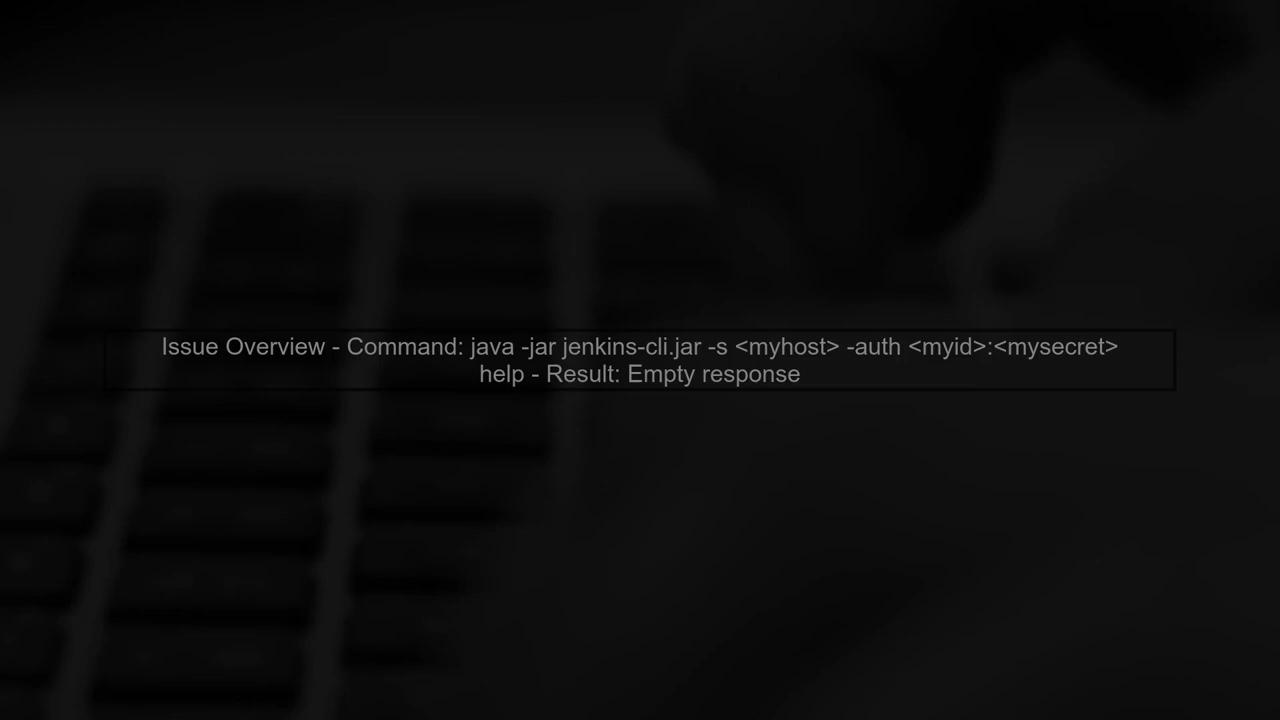 Issue Overview - Command: java -jar jenkins-cli.jar -s <myhost> -auth <myid>:<mysecret>
help - Result: Empty response